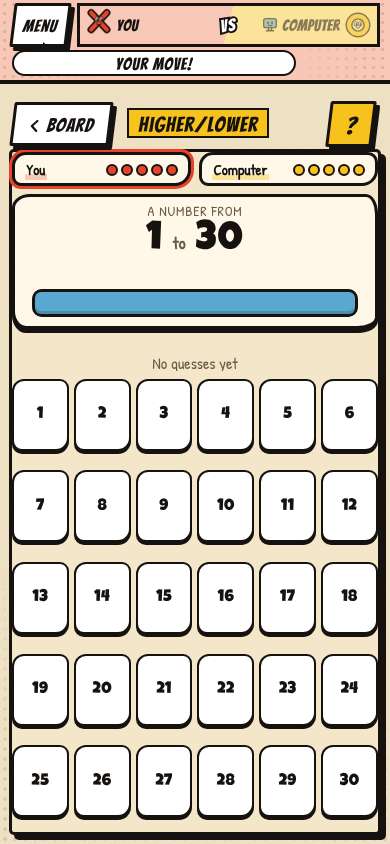 MENU
YOU
VS
COMPUTER
YOUR MOVE!
< BOARD
HIGHER/LOWER
?
You
Computer
A NUMBER FROM
1 to 30
No guesses yet
1 2 3 4 5 6
7 8 9 10 11 12
13 14 15 16 17 18
19 20 21 22 23 24
25 26 27 28 29 30